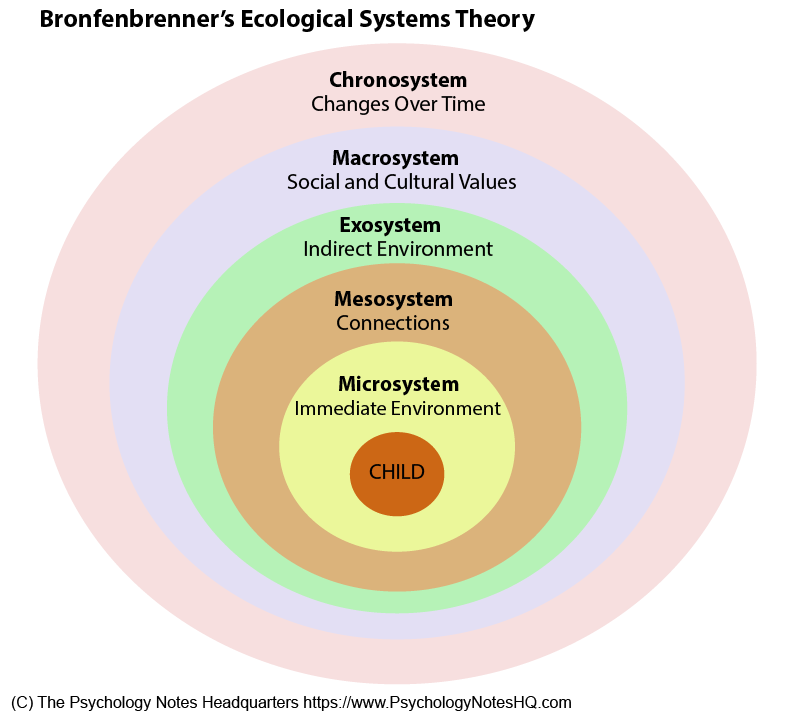 Bronfenbrenner’s Ecological Systems Theory
Chronosystem
Changes Over Time
Macrosystem
Social and Cultural Values
Exosystem
Indirect Environment
Mesosystem
Connections
Microsystem
Immediate Environment
CHILD
(C) The Psychology Notes Headquarters https://www.PsychologyNotesHQ.com